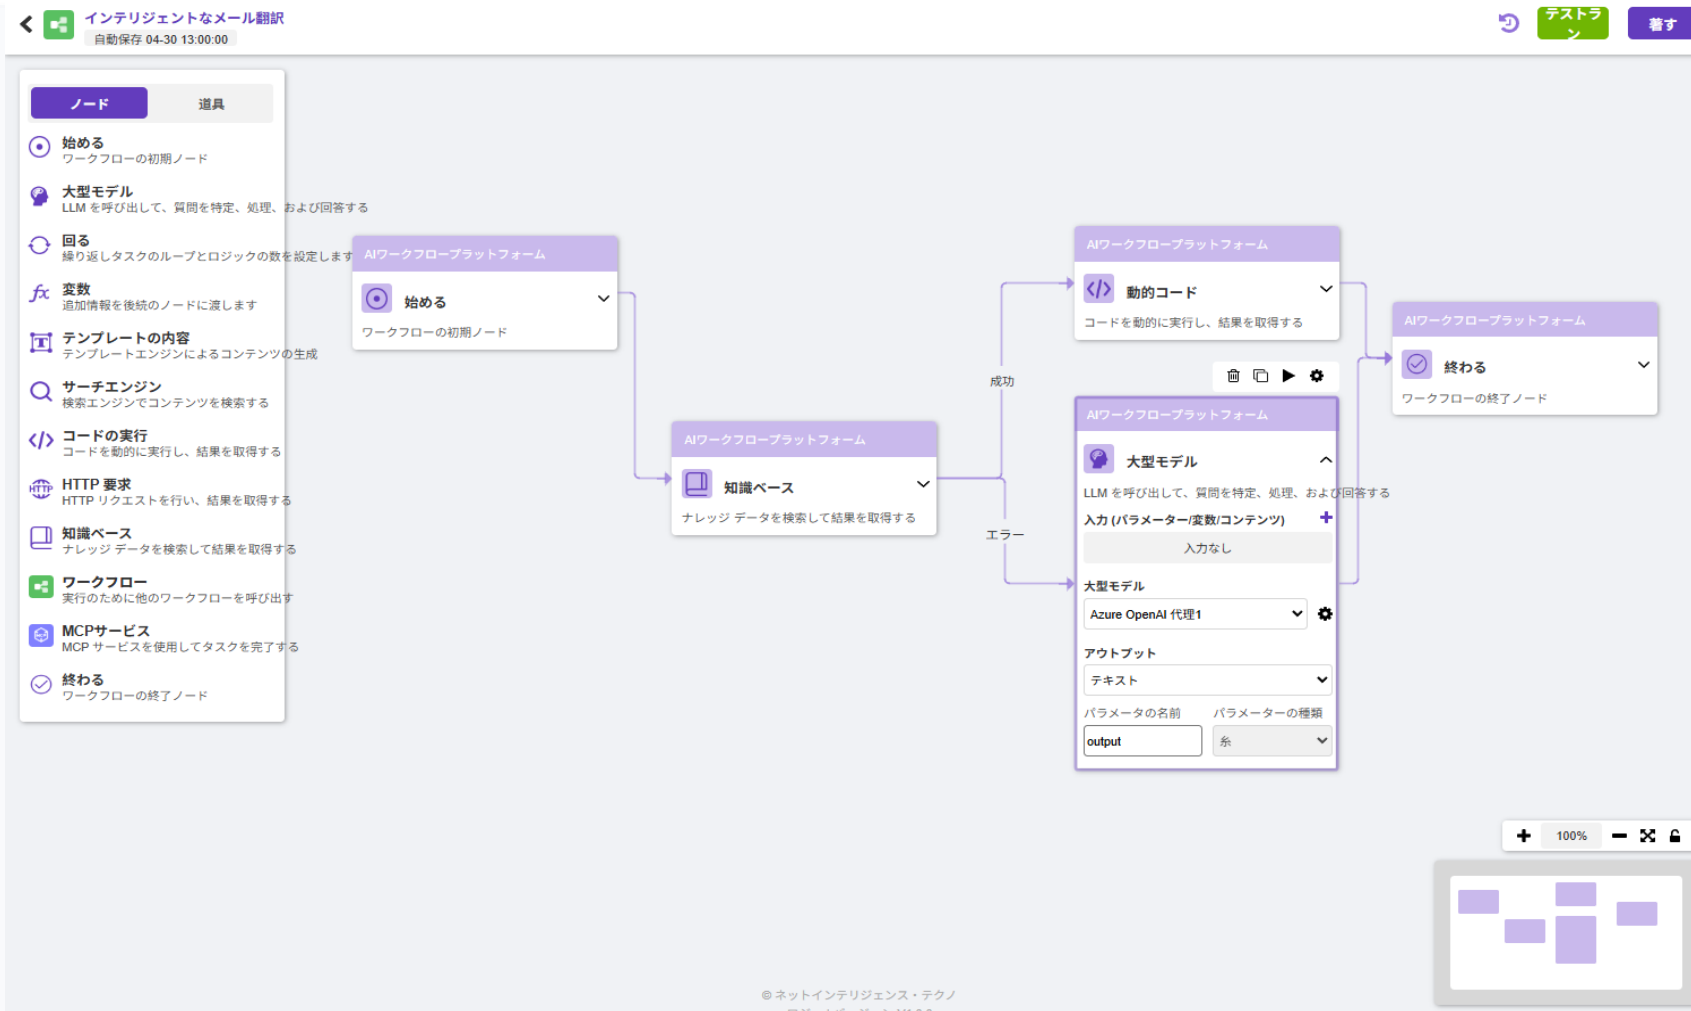 インテリジェントなメール翻訳
自動保存 04-30 13:00:00
テストラン
著す
ノード
道具
始める
ワークフローの初期ノード
大型モデル
LLM を呼び出して、質問を特定、処理、および回答する
回る
繰り返しタスクのループとロジックの数を設定します
変数
追加情報を後続のノードに渡します
テンプレートの内容
テンプレートエンジンによるコンテンツの生成
サーチエンジン
検索エンジンでコンテンツを検索する
コードの実行
コードを動的に実行し、結果を取得する
HTTP 要求
HTTP リクエストを行い、結果を取得する
知識ベース
ナレッジ データを検索して結果を取得する
ワークフロー
実行のために他のワークフローを呼び出す
MCPサービス
MCP サービスを使用してタスクを完了する
終わる
ワークフローの終了ノード
AIワークフロープラットフォーム
始める
ワークフローの初期ノード
AIワークフロープラットフォーム
知識ベース
ナレッジ データを検索して結果を取得する
成功
エラー
AIワークフロープラットフォーム
動的コード
コードを動的に実行し、結果を取得する
AIワークフロープラットフォーム
大型モデル
LLM を呼び出して、質問を特定、処理、および回答する
入力 (パラメーター/変数/コンテンツ)
入力なし
大型モデル
Azure OpenAI 代理1
アウトプット
テキスト
パラメータの名前 パラメーターの種類
output 糸
AIワークフロープラットフォーム
終わる
ワークフローの終了ノード
100%
© ネットインテリジェンス・テクノ